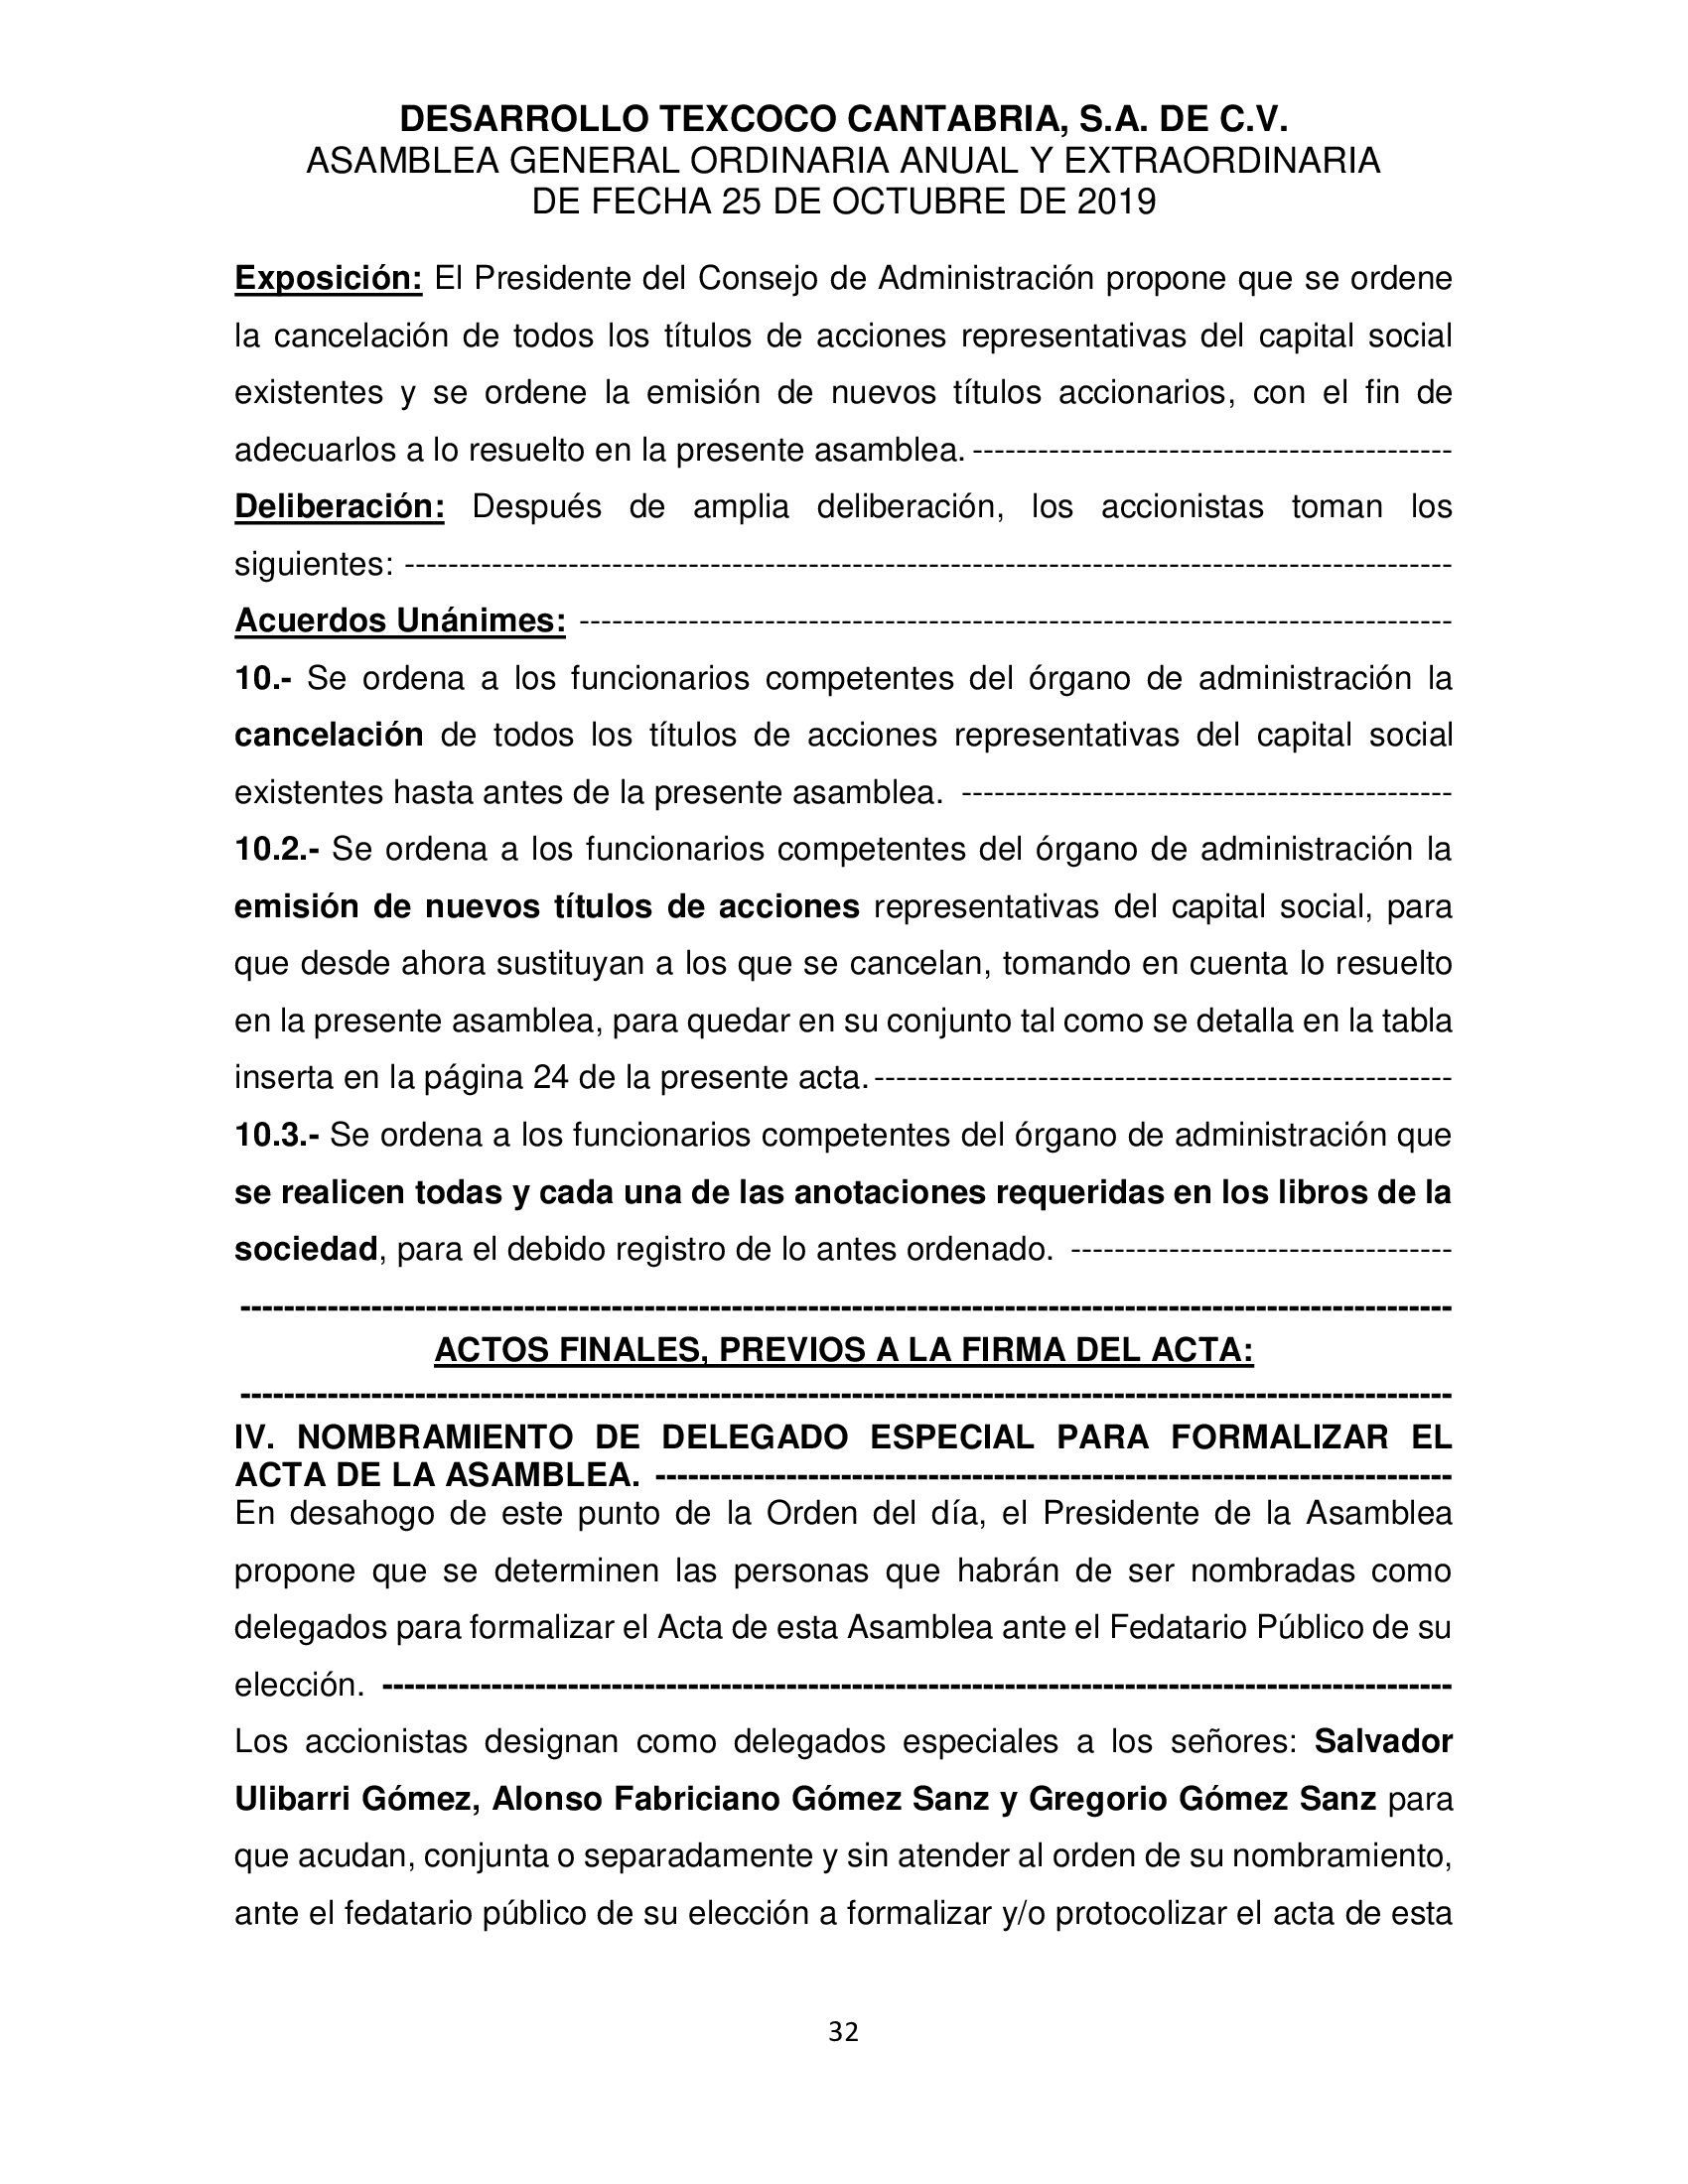 DESARROLLO TEXCOCO CANTABRIA, S.A. DE C.V.
ASAMBLEA GENERAL ORDINARIA ANUAL Y EXTRAORDINARIA
DE FECHA 25 DE OCTUBRE DE 2019
Exposición: El Presidente del Consejo de Administración propone que se ordene
la cancelación de todos los títulos de acciones representativas del capital social
existentes y se ordene la emisión de nuevos títulos accionarios, con el fin de
adecuarlos a lo resuelto en la presente asamblea. --------------------------------------------
Deliberación: Después de amplia deliberación, los accionistas toman los
siguientes: ------------------------------------------------------------------------------------------------
Acuerdos Unánimes: --------------------------------------------------------------------------------
10.- Se ordena a los funcionarios competentes del órgano de administración la
cancelación de todos los títulos de acciones representativas del capital social
existentes hasta antes de la presente asamblea. ---------------------------------------------
10.2.- Se ordena a los funcionarios competentes del órgano de administración la
emisión de nuevos títulos de acciones representativas del capital social, para
que desde ahora sustituyan a los que se cancelan, tomando en cuenta lo resuelto
en la presente asamblea, para quedar en su conjunto tal como se detalla en la tabla
inserta en la página 24 de la presente acta. -----------------------------------------------------
10.3.- Se ordena a los funcionarios competentes del órgano de administración que
se realicen todas y cada una de las anotaciones requeridas en los libros de la
sociedad, para el debido registro de lo antes ordenado. -----------------------------------
---------------------------------------------------------------------------------------------------------------
ACTOS FINALES, PREVIOS A LA FIRMA DEL ACTA:
---------------------------------------------------------------------------------------------------------------
IV. NOMBRAMIENTO DE DELEGADO ESPECIAL PARA FORMALIZAR EL
ACTA DE LA ASAMBLEA. -------------------------------------------------------------------------
En desahogo de este punto de la Orden del día, el Presidente de la Asamblea
propone que se determinen las personas que habrán de ser nombradas como
delegados para formalizar el Acta de esta Asamblea ante el Fedatario Público de su
elección. --------------------------------------------------------------------------------------------------
Los accionistas designan como delegados especiales a los señores: Salvador
Ulibarri Gómez, Alonso Fabriciano Gómez Sanz y Gregorio Gómez Sanz para
que acudan, conjunta o separadamente y sin atender al orden de su nombramiento,
ante el fedatario público de su elección a formalizar y/o protocolizar el acta de esta
32